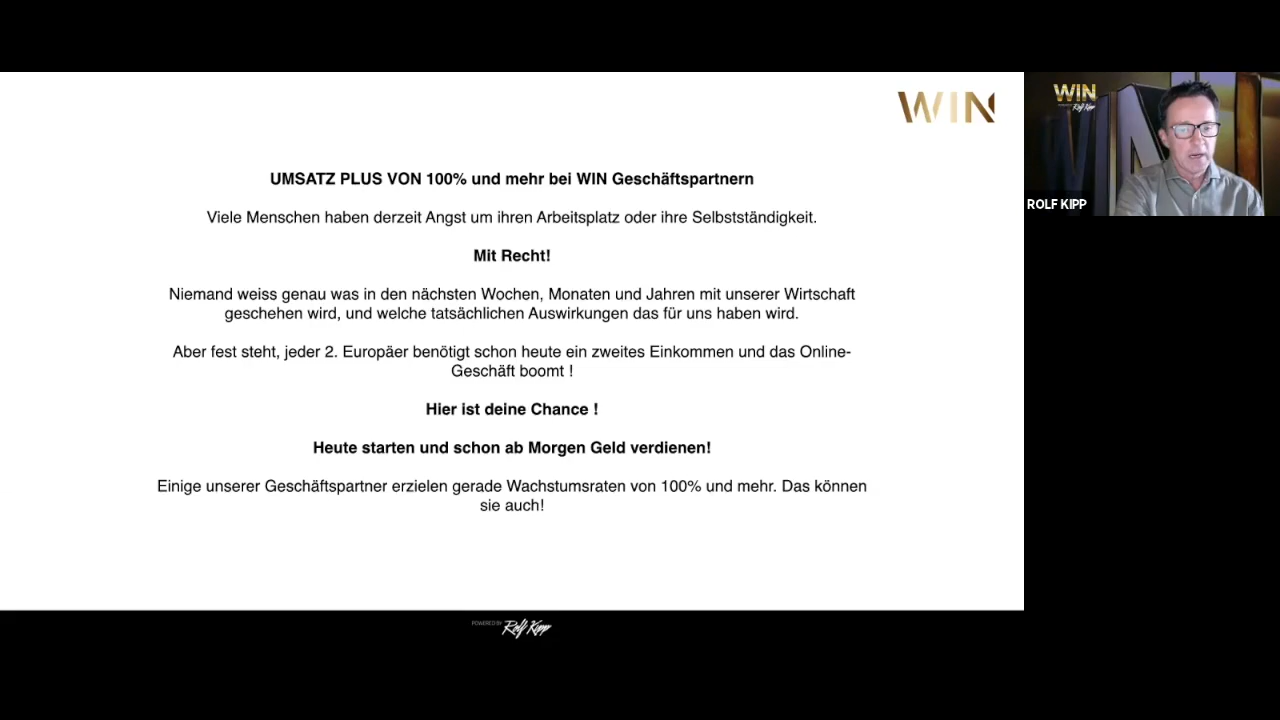 WIN
UMSATZ PLUS VON 100% und mehr bei WIN Geschäftspartnern
Viele Menschen haben derzeit Angst um ihren Arbeitsplatz oder ihre Selbstständigkeit.
Mit Recht!
Niemand weiss genau was in den nächsten Wochen, Monaten und Jahren mit unserer Wirtschaft
geschehen wird, und welche tatsächlichen Auswirkungen das für uns haben wird.
Aber fest steht, jeder 2. Europäer benötigt schon heute ein zweites Einkommen und das Online-
Geschäft boomt !
Hier ist deine Chance !
Heute starten und schon ab Morgen Geld verdienen!
Einige unserer Geschäftspartner erzielen gerade Wachstumsraten von 100% und mehr. Das können
sie auch!
POWERED BY Rolf Kipp
WIN
Rolf Kipp
ROLF KIPP